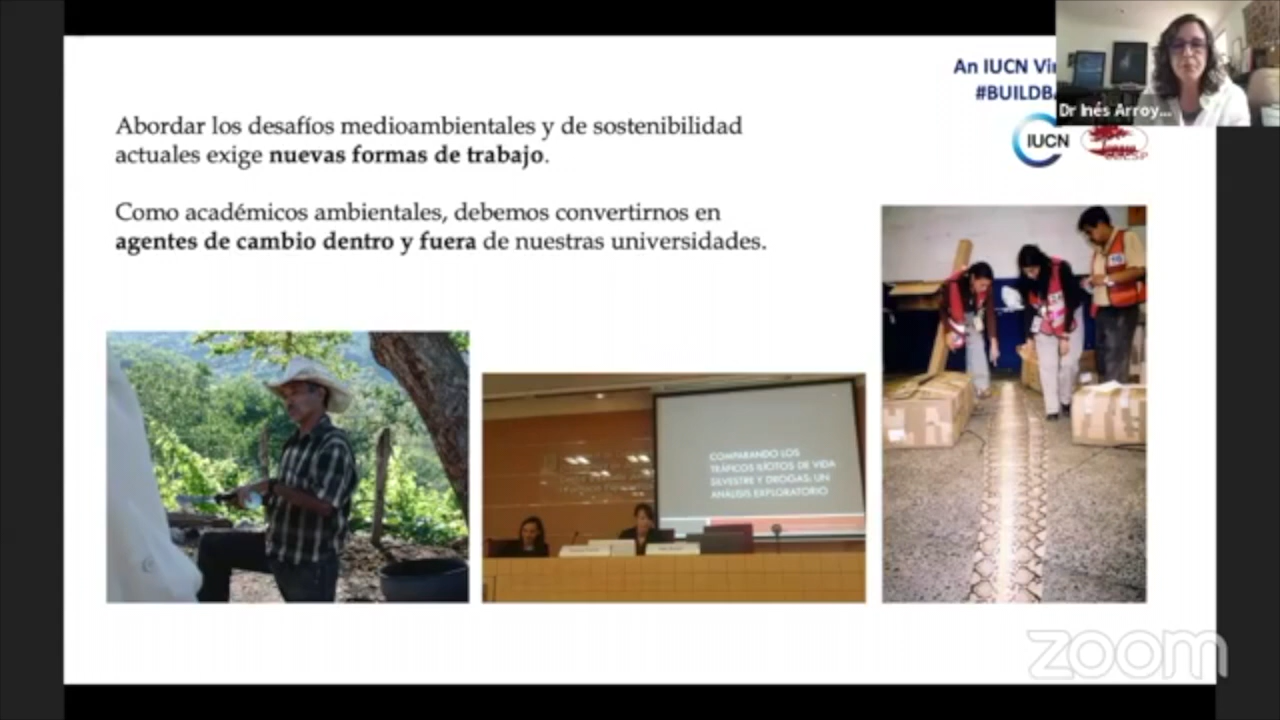 An IUCN Vir
#BUILDBA
Dr Inés Arroy...
IUCN
Abordar los desafíos medioambientales y de sostenibilidad
actuales exige nuevas formas de trabajo.
Como académicos ambientales, debemos convertirnos en
agentes de cambio dentro y fuera de nuestras universidades.
COMPARANDO LOS
TRÁFICOS ILÍCITOS DE VIDA
SILVESTRE Y DROGAS: UN
ANÁLISIS EXPLORATORIO
zoom